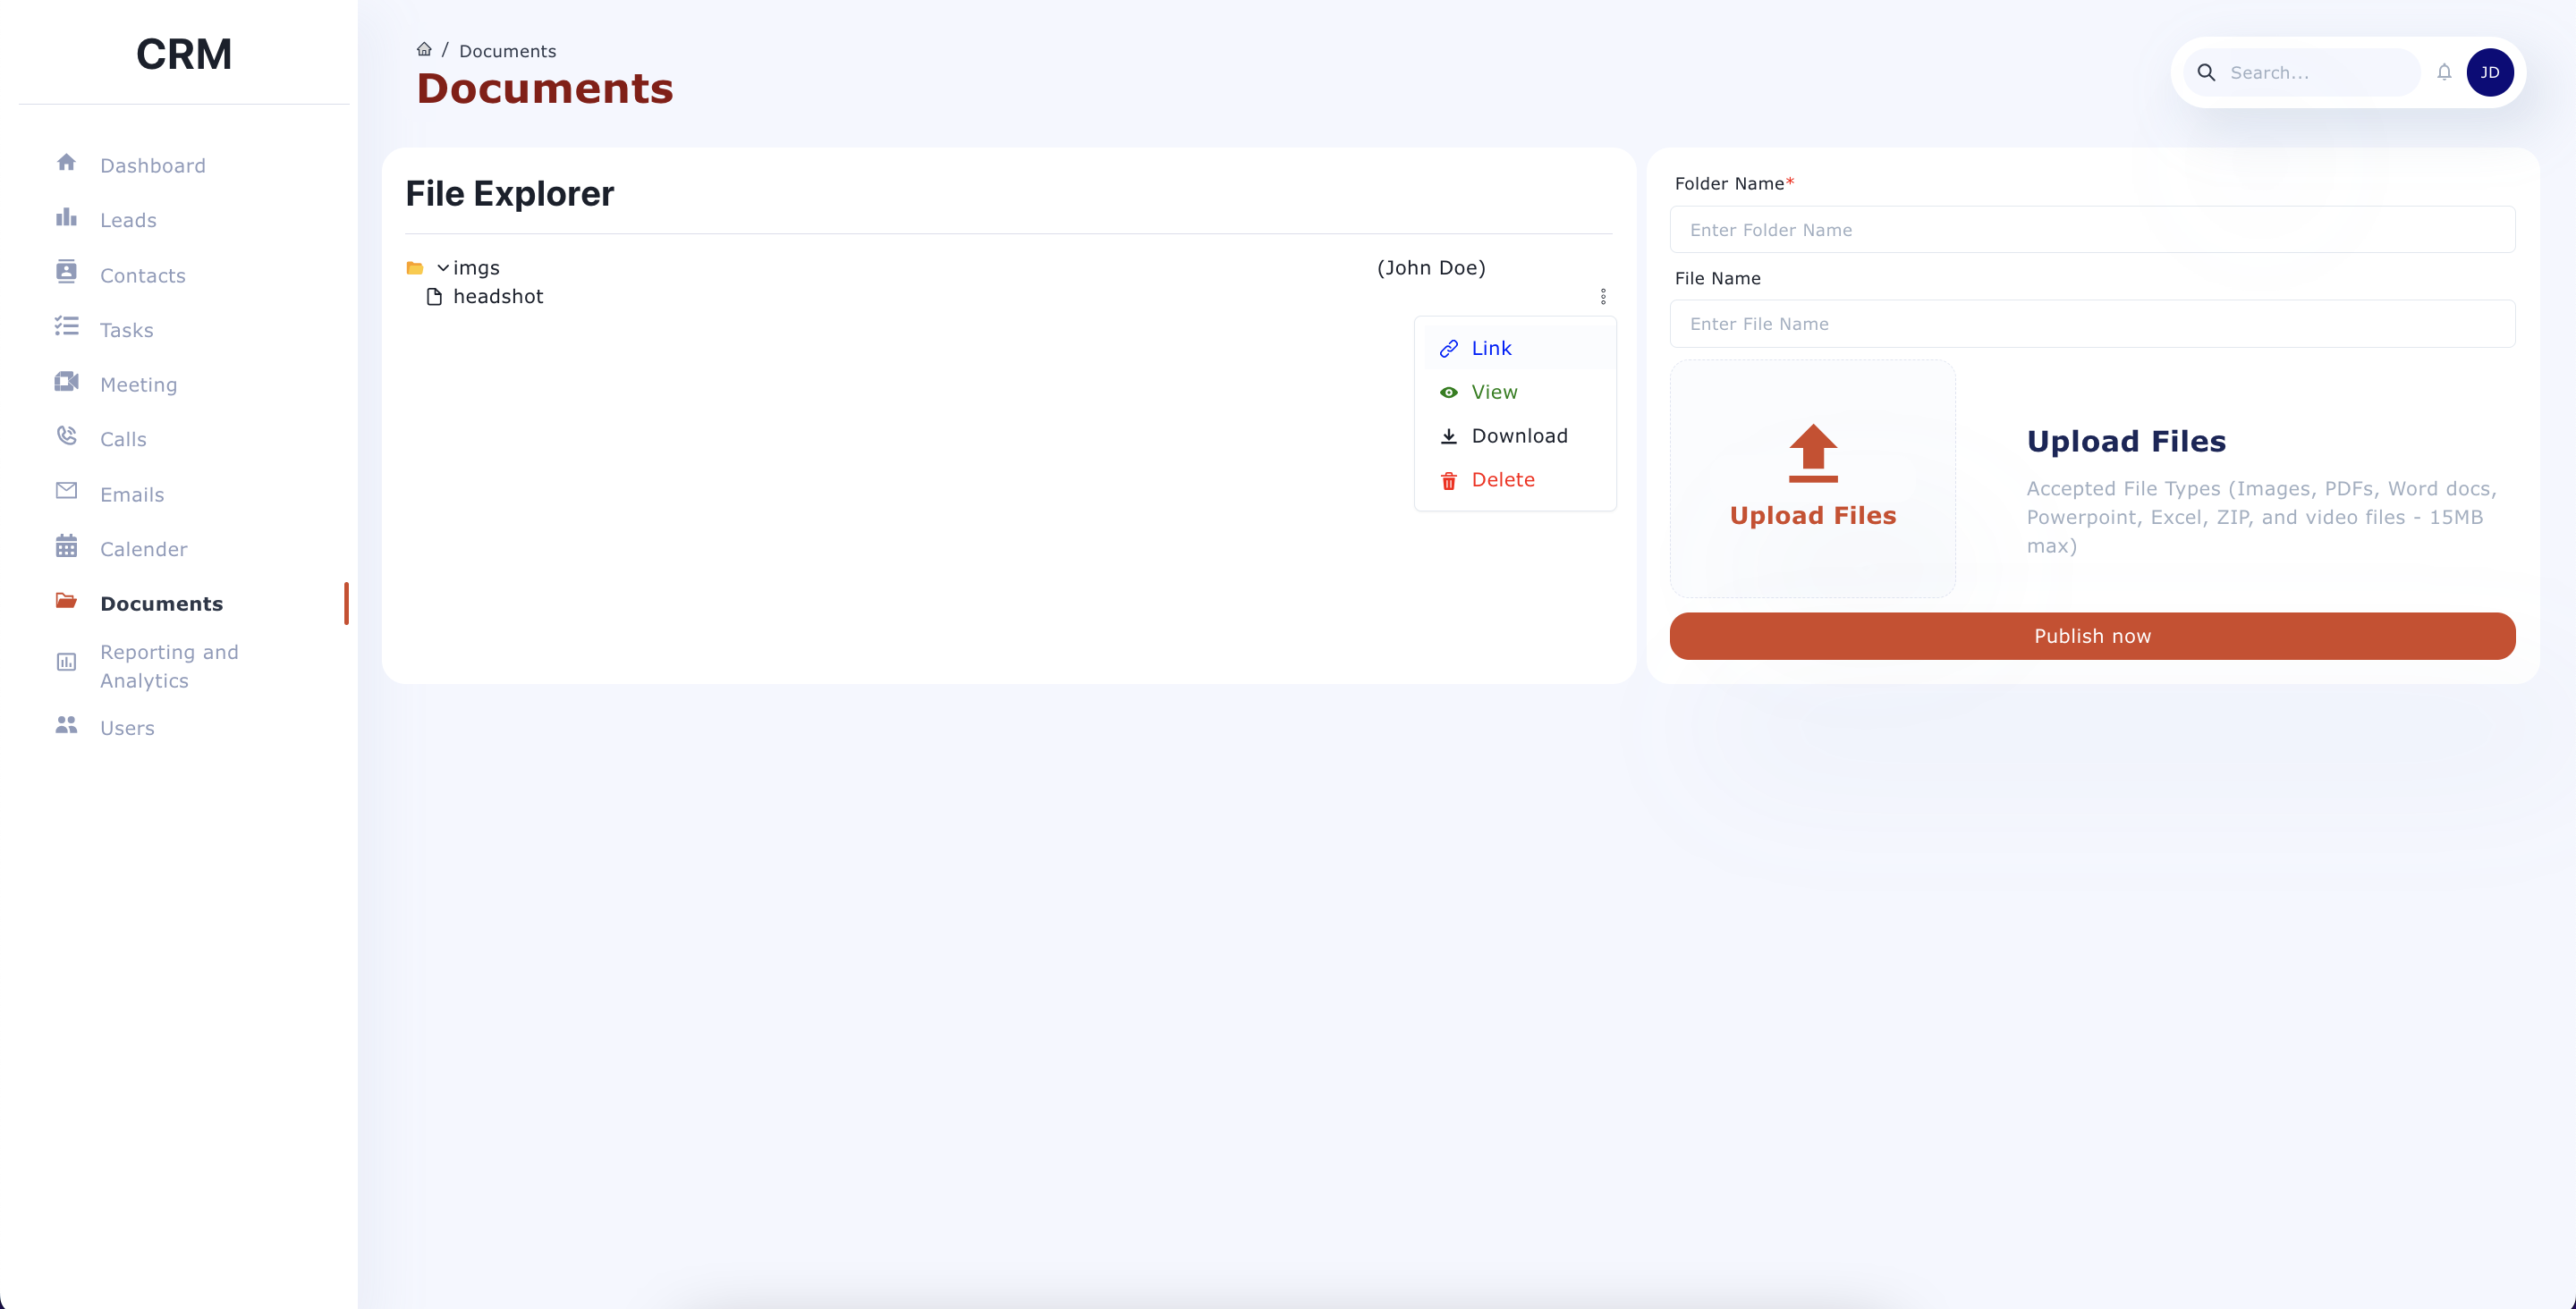 CRM
Dashboard
Leads
Contacts
Tasks
Meeting
Calls
Emails
Calender
Documents
Reporting and
Analytics
Users
/ Documents
Documents
Search...
JD
File Explorer
imgs (John Doe)
headshot
Link
View
Download
Delete
Folder Name*
Enter Folder Name
File Name
Enter File Name
Upload Files
Upload Files
Accepted File Types (Images, PDFs, Word docs,
Powerpoint, Excel, ZIP, and video files - 15MB
max)
Publish now